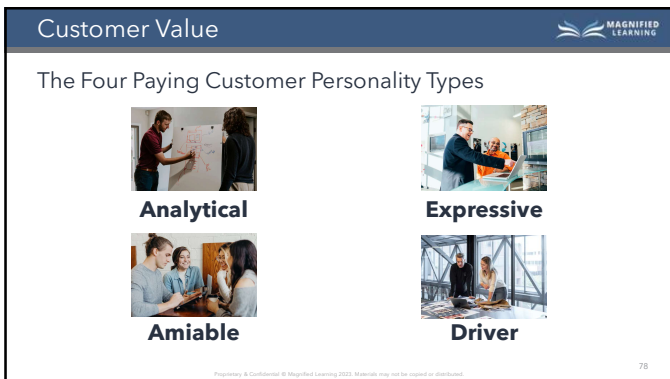 Customer Value
MAGNIFIED
LEARNING
The Four Paying Customer Personality Types
Analytical
Expressive
Amiable
Driver
Proprietary & Confidential © Magnified Learning 2023. Materials may not be copied or distributed.
78